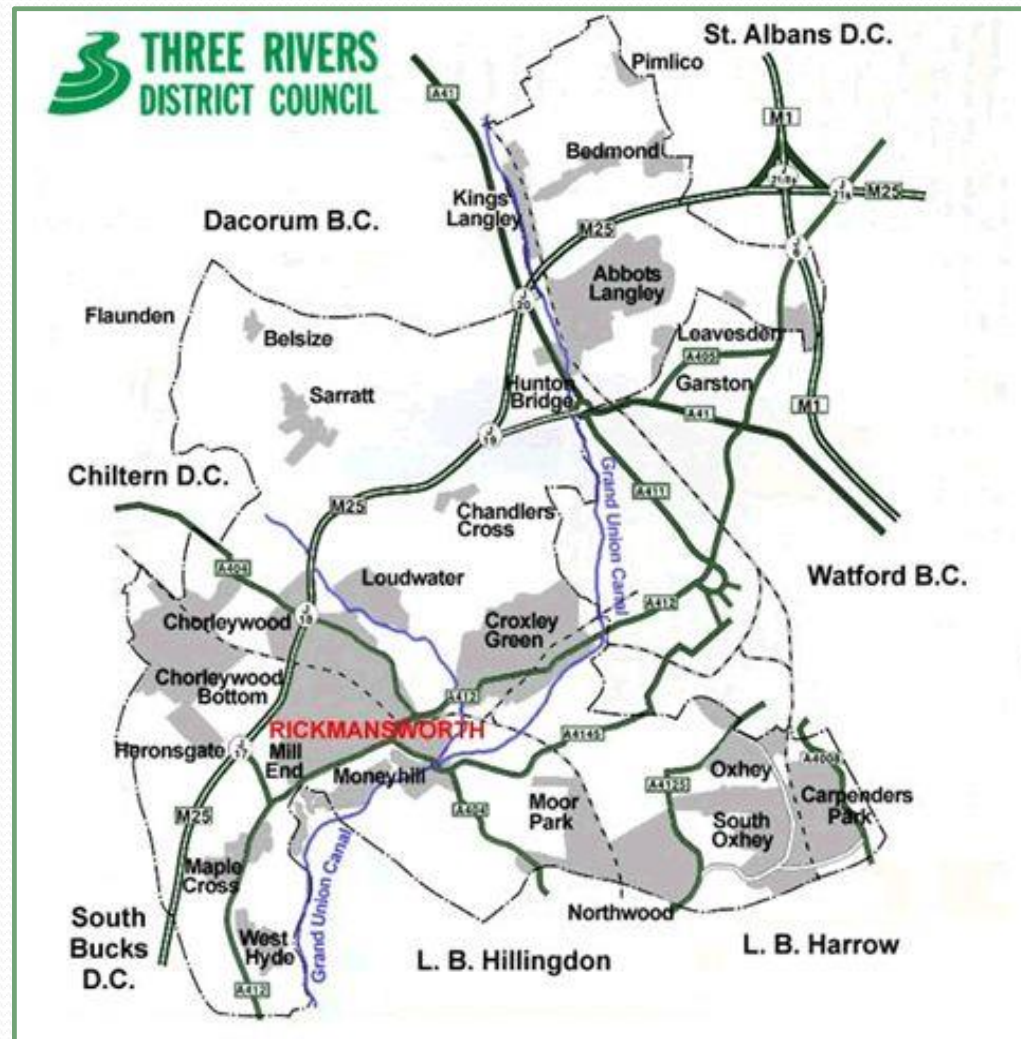 THREE RIVERS
DISTRICT COUNCIL
St. Albans D.C.
Pimlico
A41
M1
Bedmond
J
21/6a
J
21a
M25
Kings
Langley
Dacorum B.C.
M25
J
6
Abbots
Langley
J
20
Flaunden
Belsize
Leavesden
A405
Sarratt
Hunton
Bridge
Garston
A41
M1
J
19
Chiltern D.C.
Grand Union Canal
A411
M25
Chandlers
Cross
A404
Loudwater
Watford B.C.
A412
Chorleywood
J
18
Croxley
Green
Chorleywood
Bottom
A412
RICKMANSWORTH
Heronsgate
J
17
Mill
End
A4145
Moneyhill
Oxhey
A4008
A4125
M25
A404
Moor
Park
Carpenders
Park
South
Oxhey
Maple
Cross
Grand Union Canal
Northwood
South
Bucks
D.C.
West
Hyde
L. B. Hillingdon
L. B. Harrow
A412